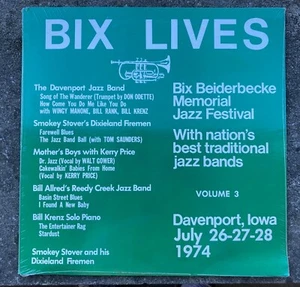 BIX LIVES
The Davenport Jazz Band
Song of The Wanderer (Trumpet by DON ODETTE)
How Come You Do Me Like You Do
with WINGY MANONE, BILL RANK, BILL KRENZ
Smokey Stover's Dixieland Firemen
Farewell Blues
The Jazz Band Ball (with TOM SAUNDERS)
Mother's Boys with Kerry Price
Dr. Jazz (Vocal by WALT GOWER)
Cakewalkin' Babies From Home
(Vocal by KERRY PRICE)
Bill Allred's Reedy Creek Jazz Band
Basin Street Blues
I Found A New Baby
Bill Krenz Solo Piano
The Entertainer Rag
Stardust
Smokey Stover and his
Dixieland Firemen
Bix Beiderbecke
Memorial
Jazz Festival
With nation's
best traditional
jazz bands
VOLUME 3
Davenport, Iowa
July 26-27-28
1974